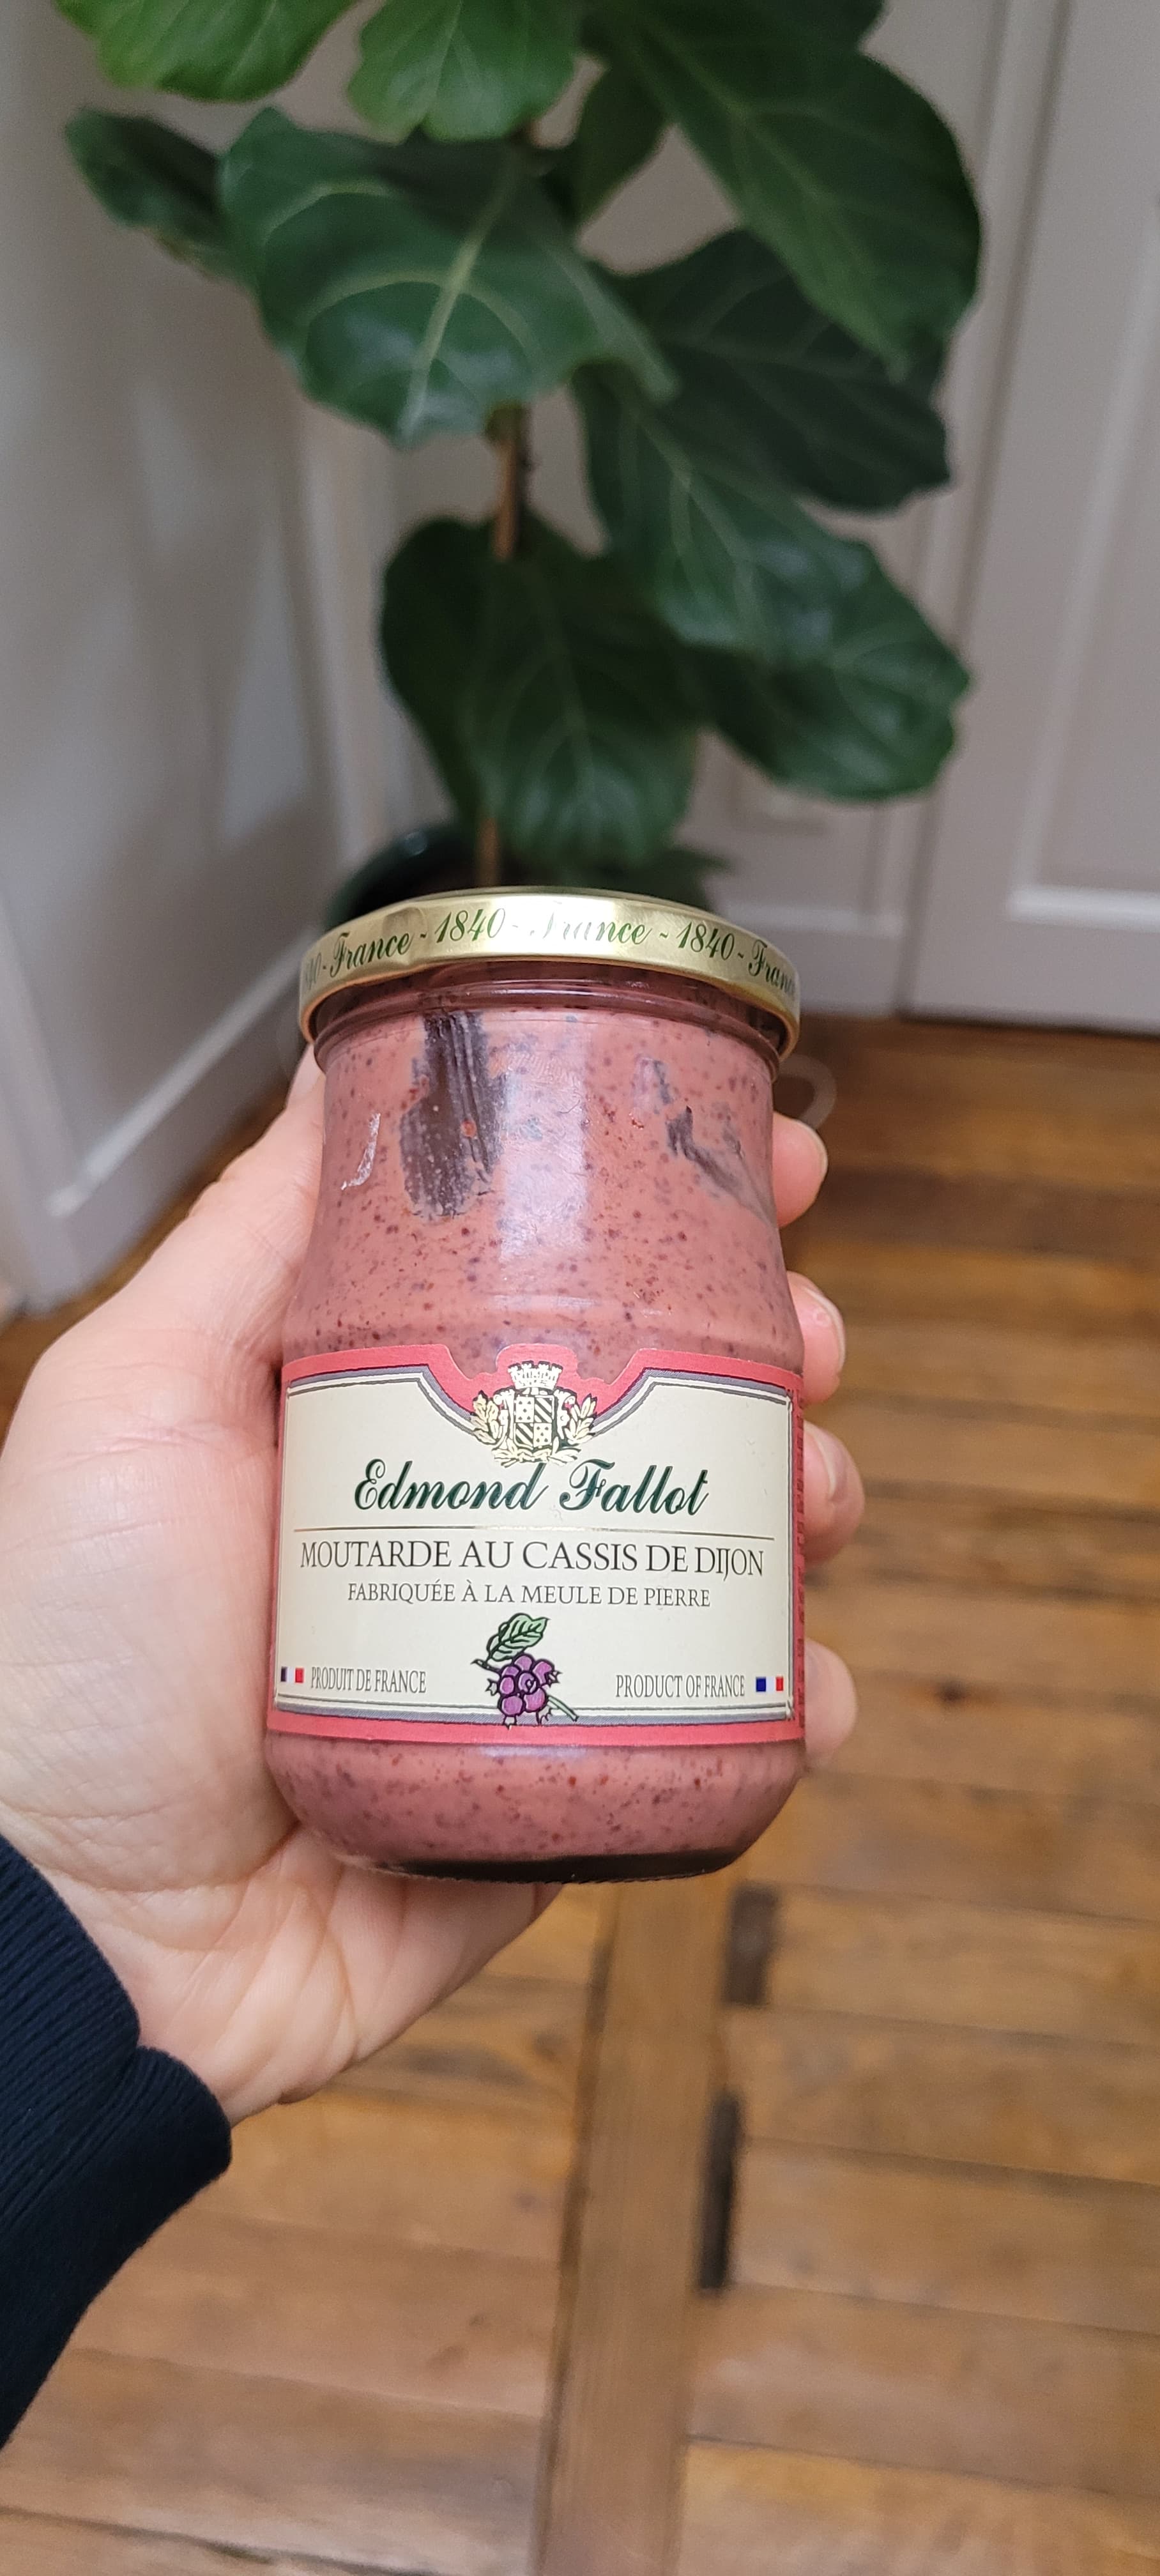 France - 1840 - France - 1840 - Franc
Edmond Fallot
MOUTARDE AU CASSIS DE DIJON
FABRIQUÉE À LA MEULE DE PIERRE
PRODUIT DE FRANCE
PRODUCT OF FRANCE